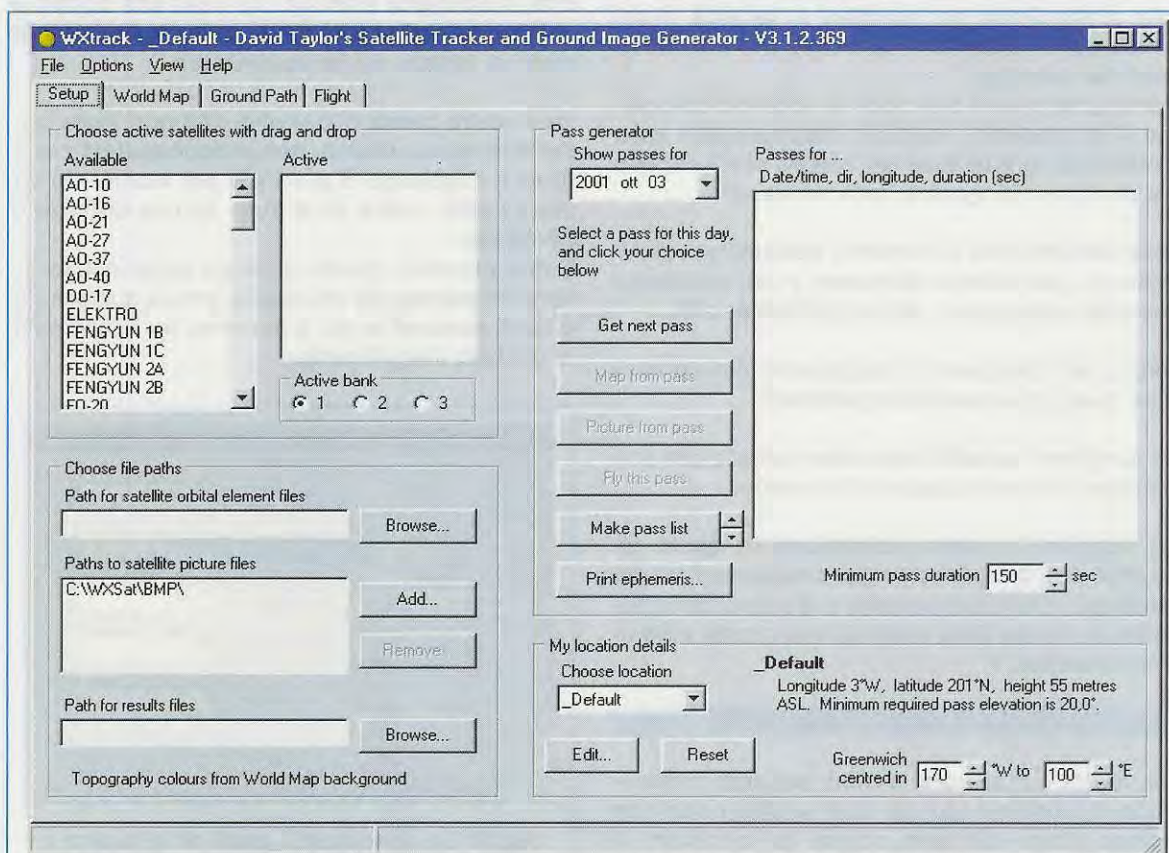 WXtrack - _Default - David Taylor's Satellite Tracker and Ground Image Generator - V3.1.2.369
File Options View Help
Setup World Map Ground Path Flight
Choose active satellites with drag and drop
Available
Active
AO-10
AO-16
AO-21
AO-27
AO-37
AO-40
DO-17
ELEKTRO
FENGYUN 1B
FENGYUN 1C
FENGYUN 2A
FENGYUN 2B
FO-20
Active bank
1 2 3
Choose file paths
Path for satellite orbital element files
Browse...
Paths to satellite picture files
C:\WXSat\BMP\
Add...
Remove
Path for results files
Browse...
Topography colours from World Map background
Pass generator
Show passes for
2001 ott 03
Select a pass for this day,
and click your choice
below
Get next pass
Map from pass
Picture from pass
Fly this pass
Make pass list
Print ephemeris...
Passes for ...
Date/time, dir, longitude, duration (sec)
Minimum pass duration 150 sec
My location details
Choose location
_Default
Edit... Reset
_Default
Longitude 3°W, latitude 201°N, height 55 metres
ASL. Minimum required pass elevation is 20,0°.
Greenwich
centred in 170 °W to 100 °E